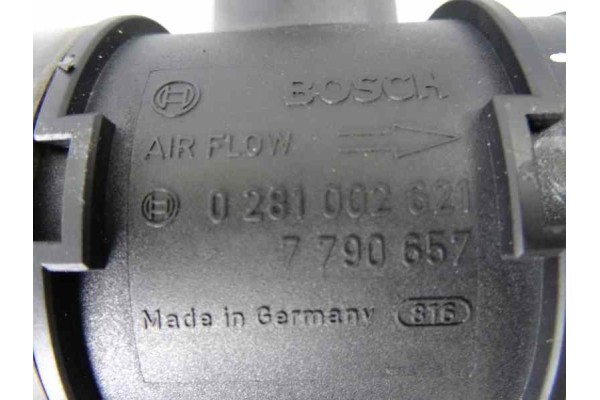 BOSCH
AIR FLOW
0 281 002 621
7 790 657
Made in Germany 816